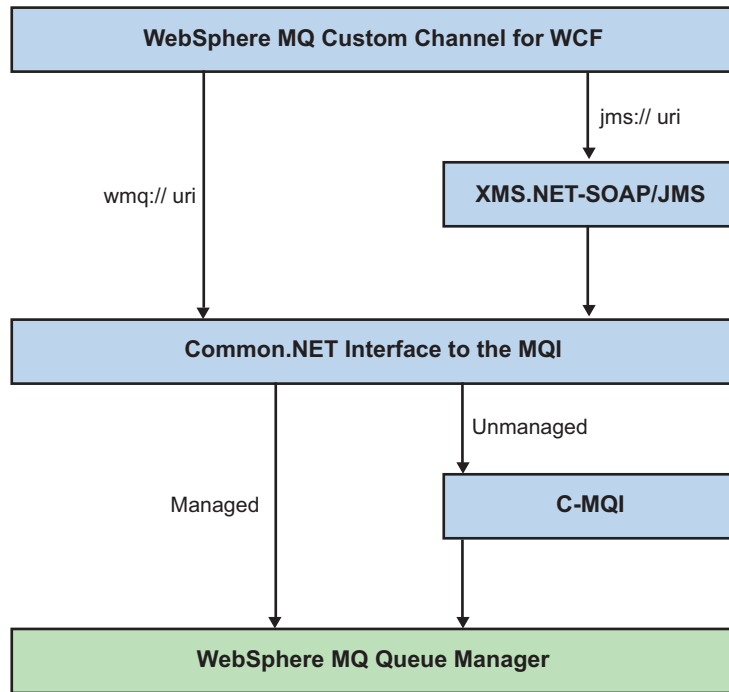 WebSphere MQ Custom Channel for WCF
jms:// uri
wmq:// uri
XMS.NET-SOAP/JMS
Common.NET Interface to the MQI
Unmanaged
Managed
C-MQI
WebSphere MQ Queue Manager